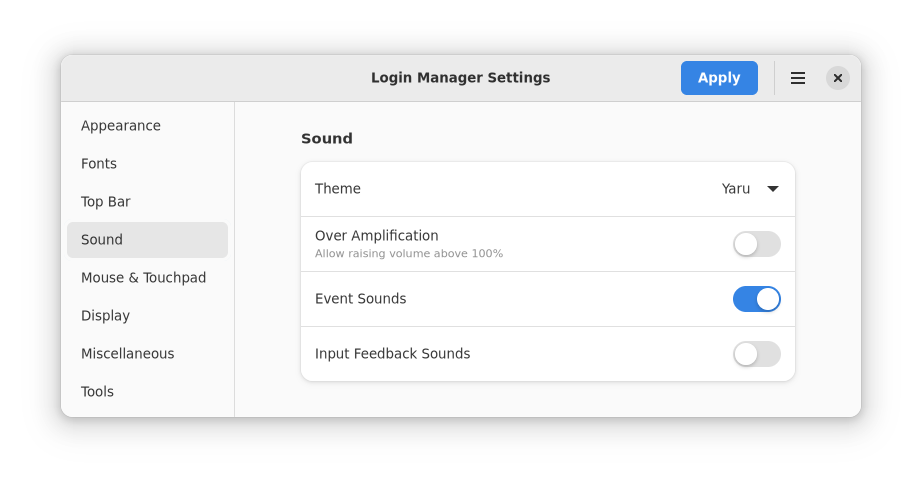 Login Manager Settings
Apply
Appearance
Fonts
Top Bar
Sound
Mouse & Touchpad
Display
Miscellaneous
Tools
Sound
Theme
Yaru
Over Amplification
Allow raising volume above 100%
Event Sounds
Input Feedback Sounds